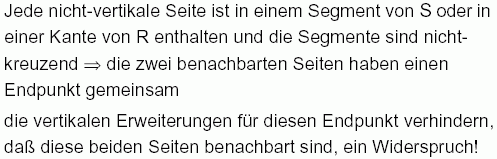 Jede nicht-vertikale Seite ist in einem Segment von S oder in
einer Kante von R enthalten und die Segmente sind nicht-
kreuzend ⇒ die zwei benachbarten Seiten haben einen
Endpunkt gemeinsam
die vertikalen Erweiterungen für diesen Endpunkt verhindern,
daß diese beiden Seiten benachbart sind, ein Widerspruch!